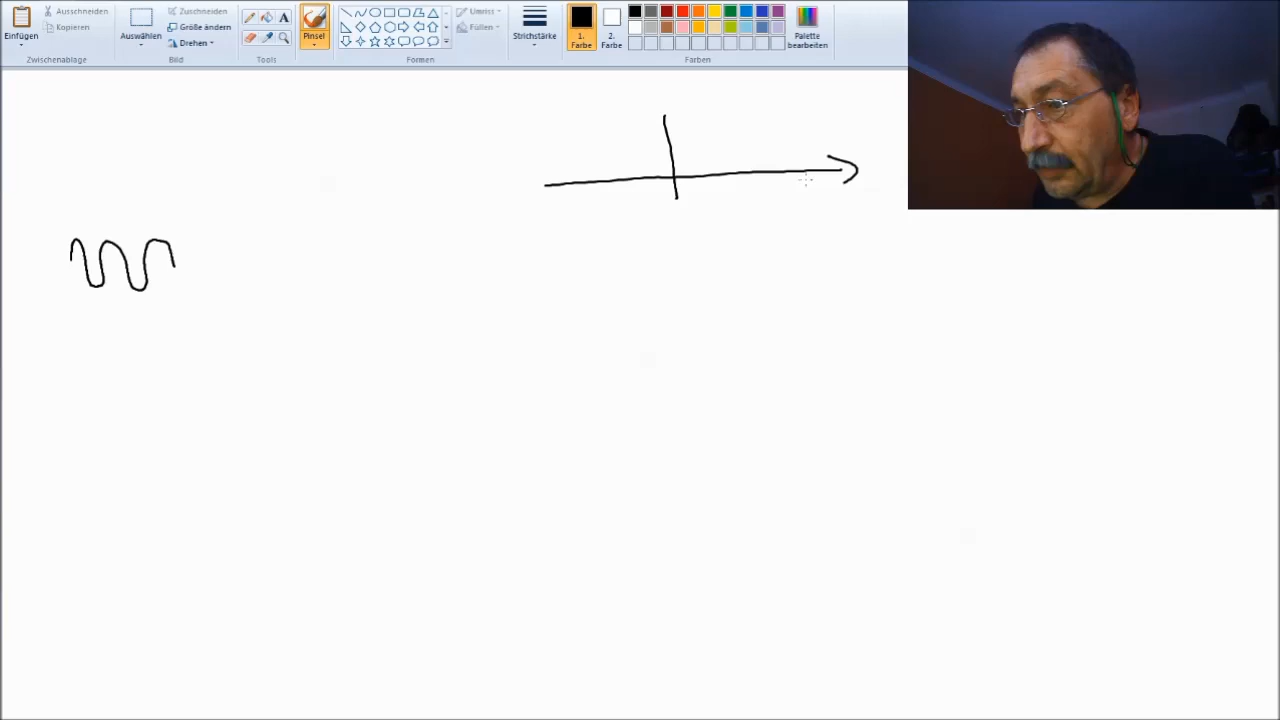 Einfügen
Ausschneiden
Kopieren
Zwischenablage
Auswählen
Zuschneiden
Größe ändern
Drehen
Bild
A
Tools
Pinsel
Formen
Umriss
Füllen
Strichstärke
1.
Farbe
2.
Farbe
Palette
bearbeiten
Farben